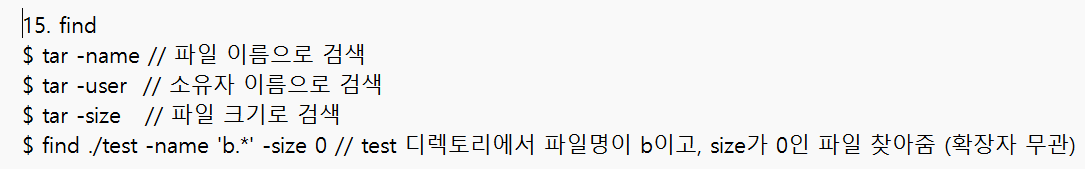 15. find
$ tar -name // 파일 이름으로 검색
$ tar -user  // 소유자 이름으로 검색
$ tar -size   // 파일 크기로 검색
$ find ./test -name 'b.*' -size 0 // test 디렉토리에서 파일명이 b이고, size가 0인 파일 찾아줌 (확장자 무관)